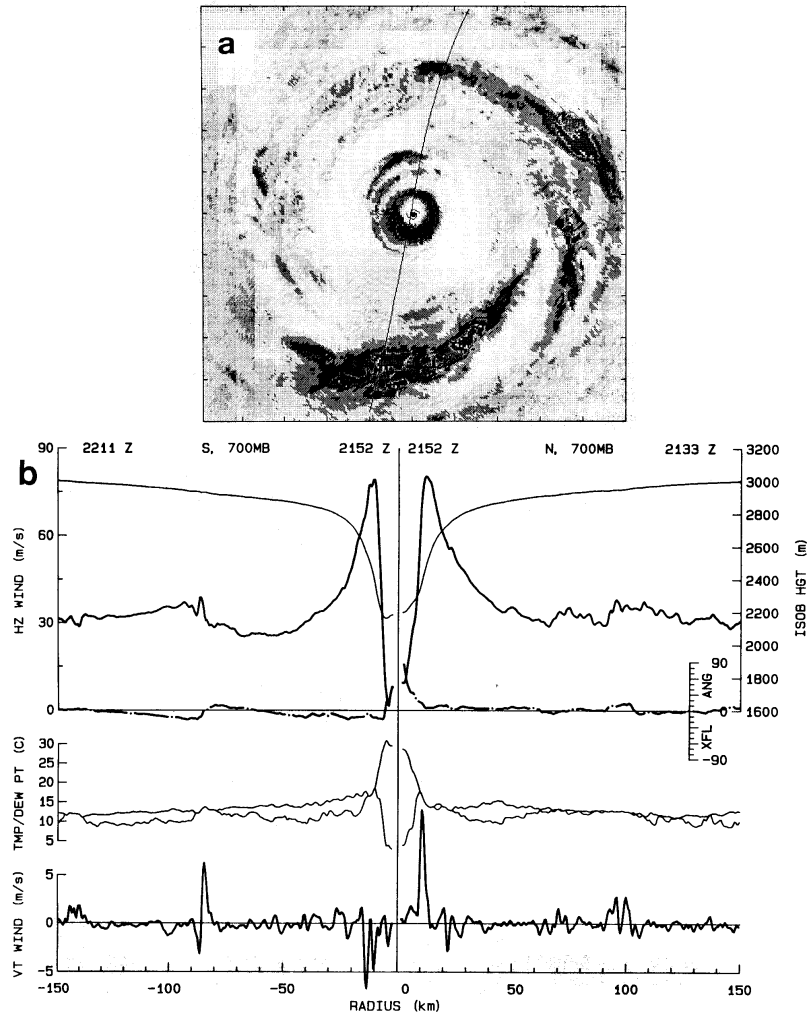 a
b
2211 Z S, 700MB 2152 Z 2152 Z N, 700MB 2133 Z
90
60
30
0
HZ WIND (m/s)
3200
3000
2800
2600
2400
2200
2000
1800
1600
ISOB HGT (m)
90
0
-90
XFL ANG
30
25
20
15
10
5
TMP/DEW PT (C)
5
0
-5
VT WIND (m/s)
-150 -100 -50 0 50 100 150
RADIUS (km)